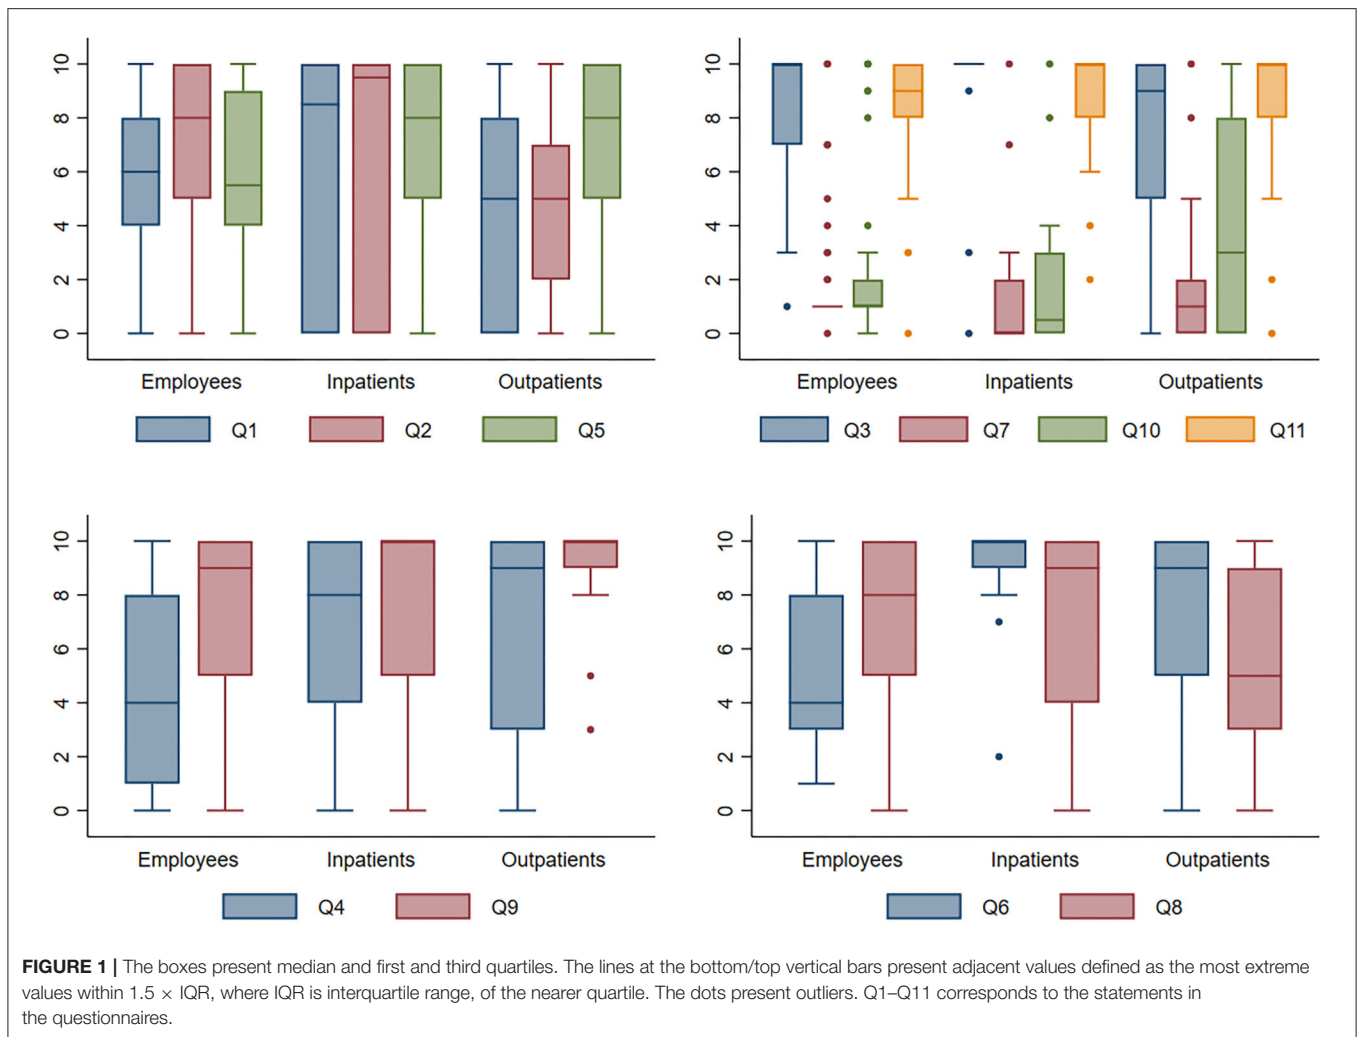 10
8
6
4
2
0
Employees Inpatients Outpatients
Q1 Q2 Q5
10
8
6
4
2
0
Employees Inpatients Outpatients
Q3 Q7 Q10 Q11
10
8
6
4
2
0
Employees Inpatients Outpatients
Q4 Q9
10
8
6
4
2
0
Employees Inpatients Outpatients
Q6 Q8
FIGURE 1 | The boxes present median and first and third quartiles. The lines at the bottom/top vertical bars present adjacent values defined as the most extreme
values within 1.5 × IQR, where IQR is interquartile range, of the nearer quartile. The dots present outliers. Q1–Q11 corresponds to the statements in
the questionnaires.